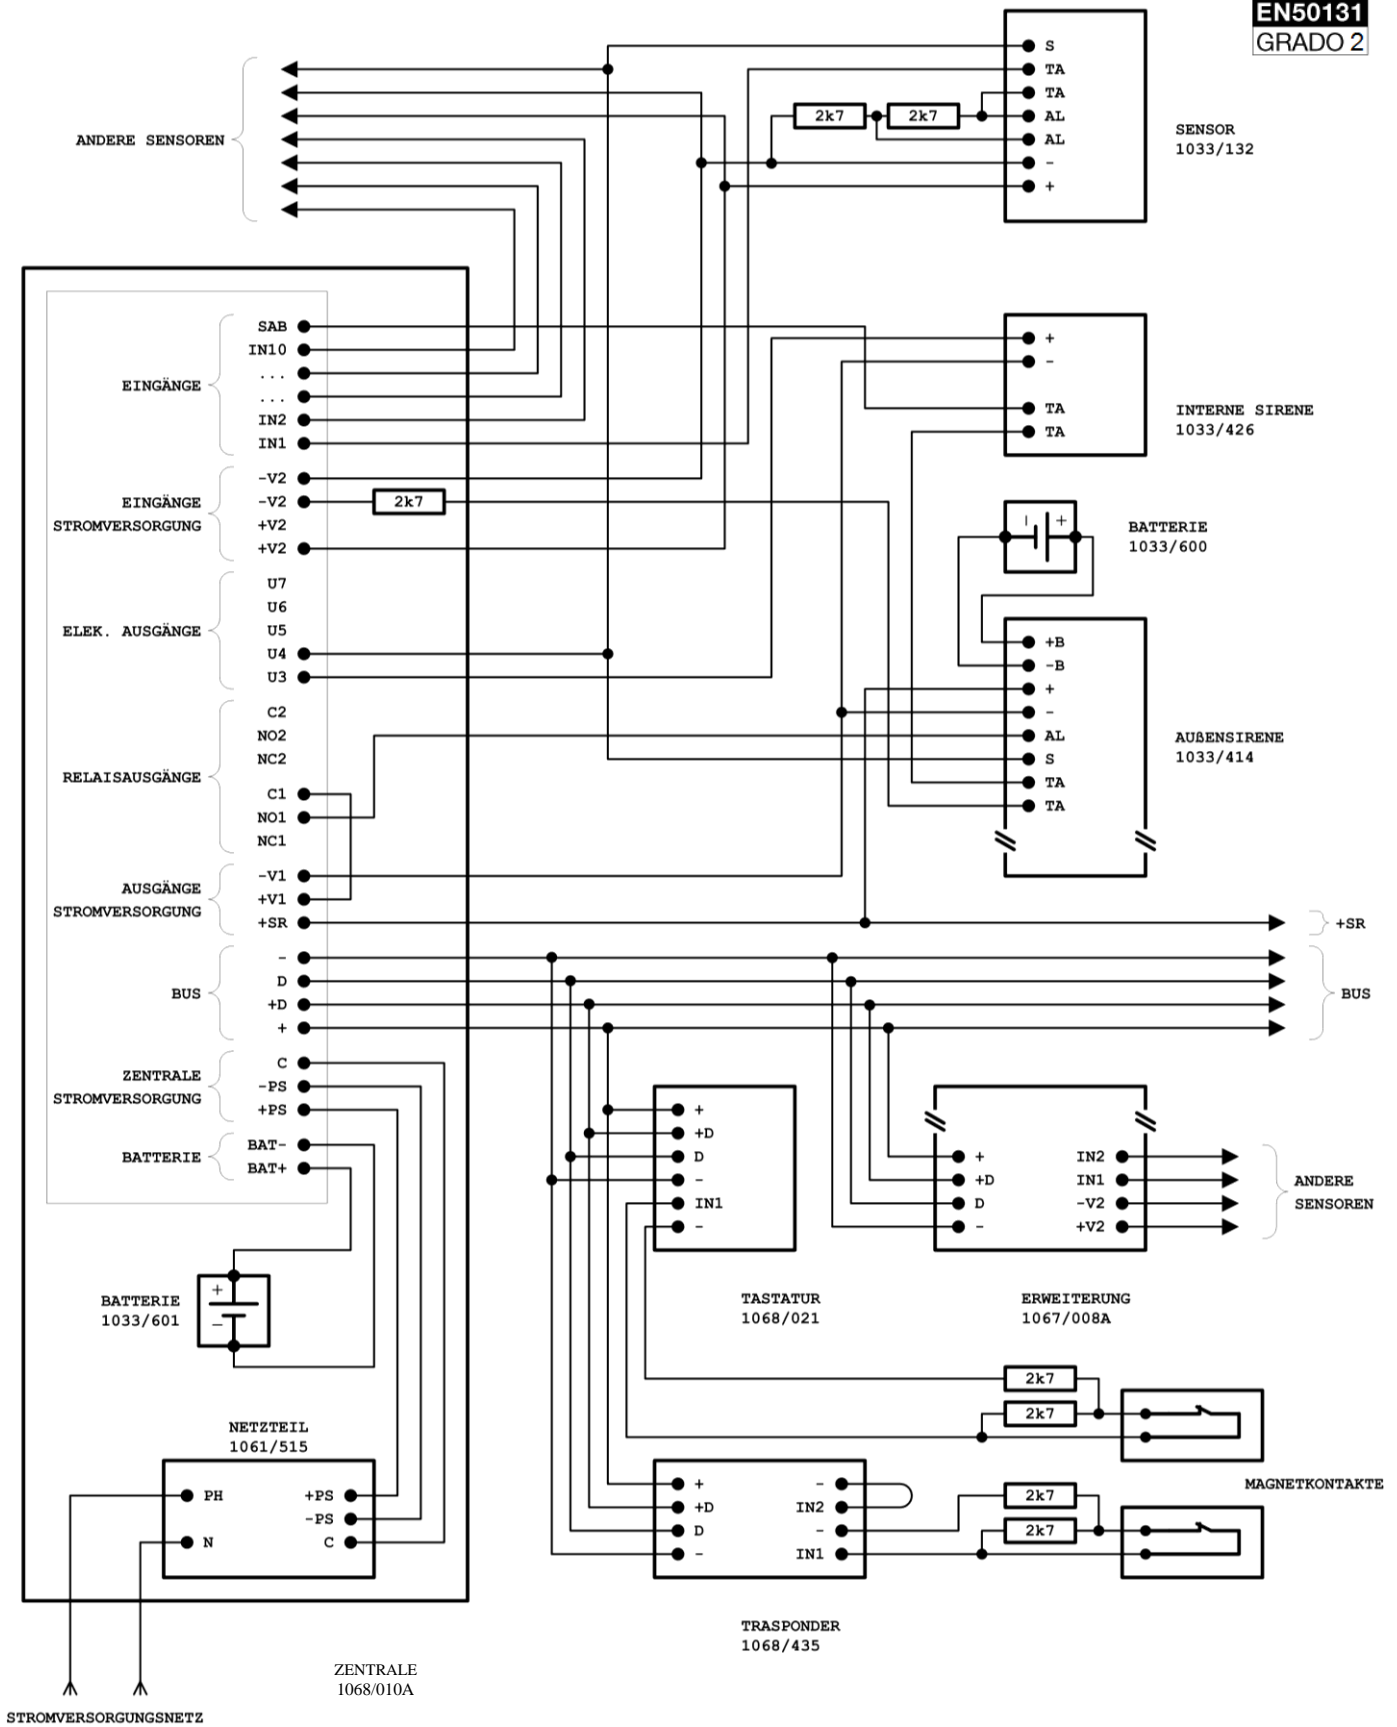 EN50131
GRADO 2
ANDERE SENSOREN
S
TA
TA
AL
AL
-
+
2k7
2k7
SENSOR
1033/132
EINGÄNGE
SAB
IN10
...
...
IN2
IN1
EINGÄNGE
STROMVERSORGUNG
-V2
-V2
+V2
+V2
2k7
ELEK. AUSGÄNGE
U7
U6
U5
U4
U3
RELAISAUSGÄNGE
C2
NO2
NC2
C1
NO1
NC1
AUSGÄNGE
STROMVERSORGUNG
-V1
+V1
+SR
BUS
-
D
+D
+
ZENTRALE
STROMVERSORGUNG
C
-PS
+PS
BATTERIE
BAT-
BAT+
+
-
TA
TA
INTERNE SIRENE
1033/426
- +
BATTERIE
1033/600
+B
-B
+
-
AL
S
TA
TA
AUßENSIRENE
1033/414
+SR
BUS
+
+D
D
-
IN1
-
TASTATUR
1068/021
+
+D
D
-
IN2
IN1
-V2
+V2
ANDERE
SENSOREN
ERWEITERUNG
1067/008A
BATTERIE
1033/601
+
-
NETZTEIL
1061/515
PH
N
+PS
-PS
C
2k7
2k7
MAGNETKONTAKTE
+
+D
D
-
-
IN2
-
IN1
2k7
2k7
TRASPONDER
1068/435
ZENTRALE
1068/010A
STROMVERSORGUNGSNETZ